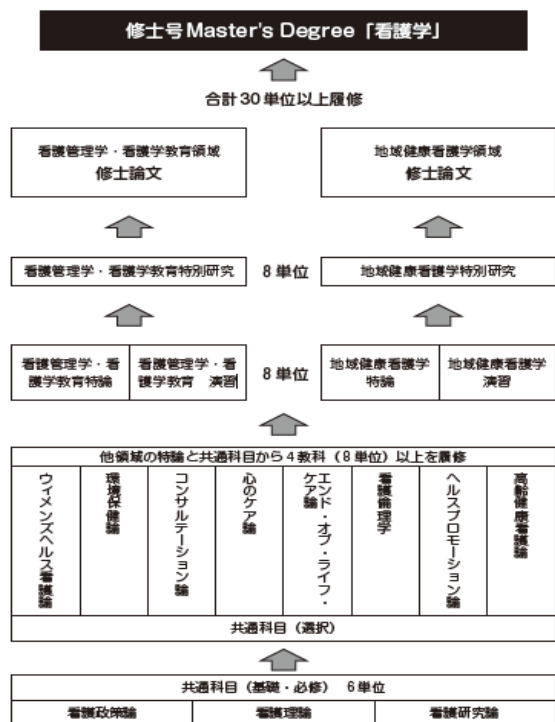 修士号Master's Degree「看護学」
合計30単位以上履修
看護管理学・看護学教育領域
修士論文
地域健康看護学領域
修士論文
看護管理学・看護学教育特別研究
8単位
地域健康看護学特別研究
看護管理学・看
護学教育特論
看護管理学・看
護学教育 演習
8単位
地域健康看護学
特論
地域健康看護学
演習
他領域の特論と共通科目から4教科(8単位)以上を履修
ウィメンズヘルス看護論
環境保健論
コンサルテーション論
心のケア論
エンド・オブ・ライフ・
ケア論
看護倫理学
ヘルスプロモーション論
高齢健康看護論
共通科目(選択)
共通科目(基礎・必修) 6単位
看護政策論
看護理論
看護研究論